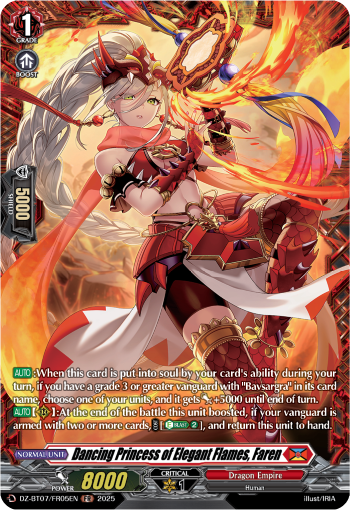 1
GRADE
BOOST
5000
SHIELD
AUTO:When this card is put into soul by your card's ability during your
turn, if you have a grade 3 or greater vanguard with "Bavsargra" in its card
name, choose one of your units, and it gets +5000 until end of turn.
AUTO【】:At the end of the battle this unit boosted, if your vanguard is
armed with two or more cards,[BLAST 2], and return this unit to hand.
NORMAL UNIT
Dancing Princess of Elegant Flames, Faren
POWER 8000 CRITICAL 1
Dragon Empire
Human
DZ-BT07/FR05EN FR 2025 illust/IRIA